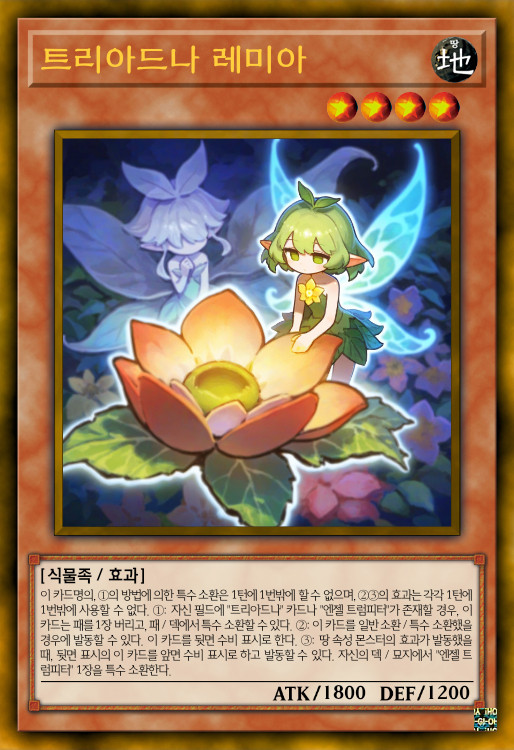 트리아드나 레미아
땅
地
[식물족 / 효과]
이 카드명의, ①의 방법에 의한 특수 소환은 1턴에 1번밖에 할 수 없으며, ②③의 효과는 각각 1턴에
1번밖에 사용할 수 없다. ①: 자신 필드에 "트리아드나" 카드나 "엔젤 트럼피터"가 존재할 경우, 이
카드는 패를 1장 버리고, 패 / 덱에서 특수 소환할 수 있다. ②: 이 카드를 일반 소환 / 특수 소환했을
경우에 발동할 수 있다. 이 카드를 뒷면 수비 표시로 한다. ③: 땅 속성 몬스터의 효과가 발동했을
때, 뒷면 표시의 이 카드를 앞면 수비 표시로 하고 발동할 수 있다. 자신의 덱 / 묘지에서 "엔젤 트
럼피터" 1장을 특수 소환한다.
ATK/1800 DEF/1200